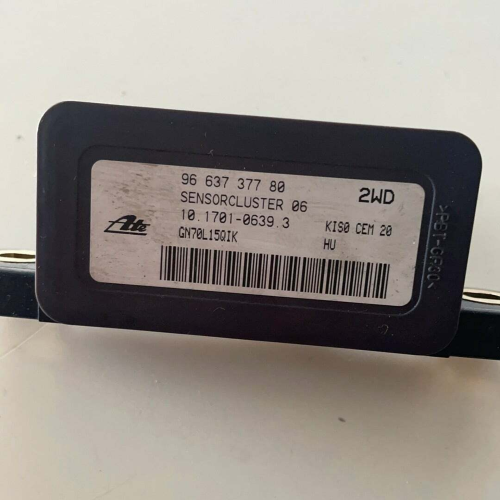 96 637 377 80
2WD
SENSORCLUSTER 06
10.1701-0639.3
KIS0 CEM 20
Ate
GN70L15QIK
HU